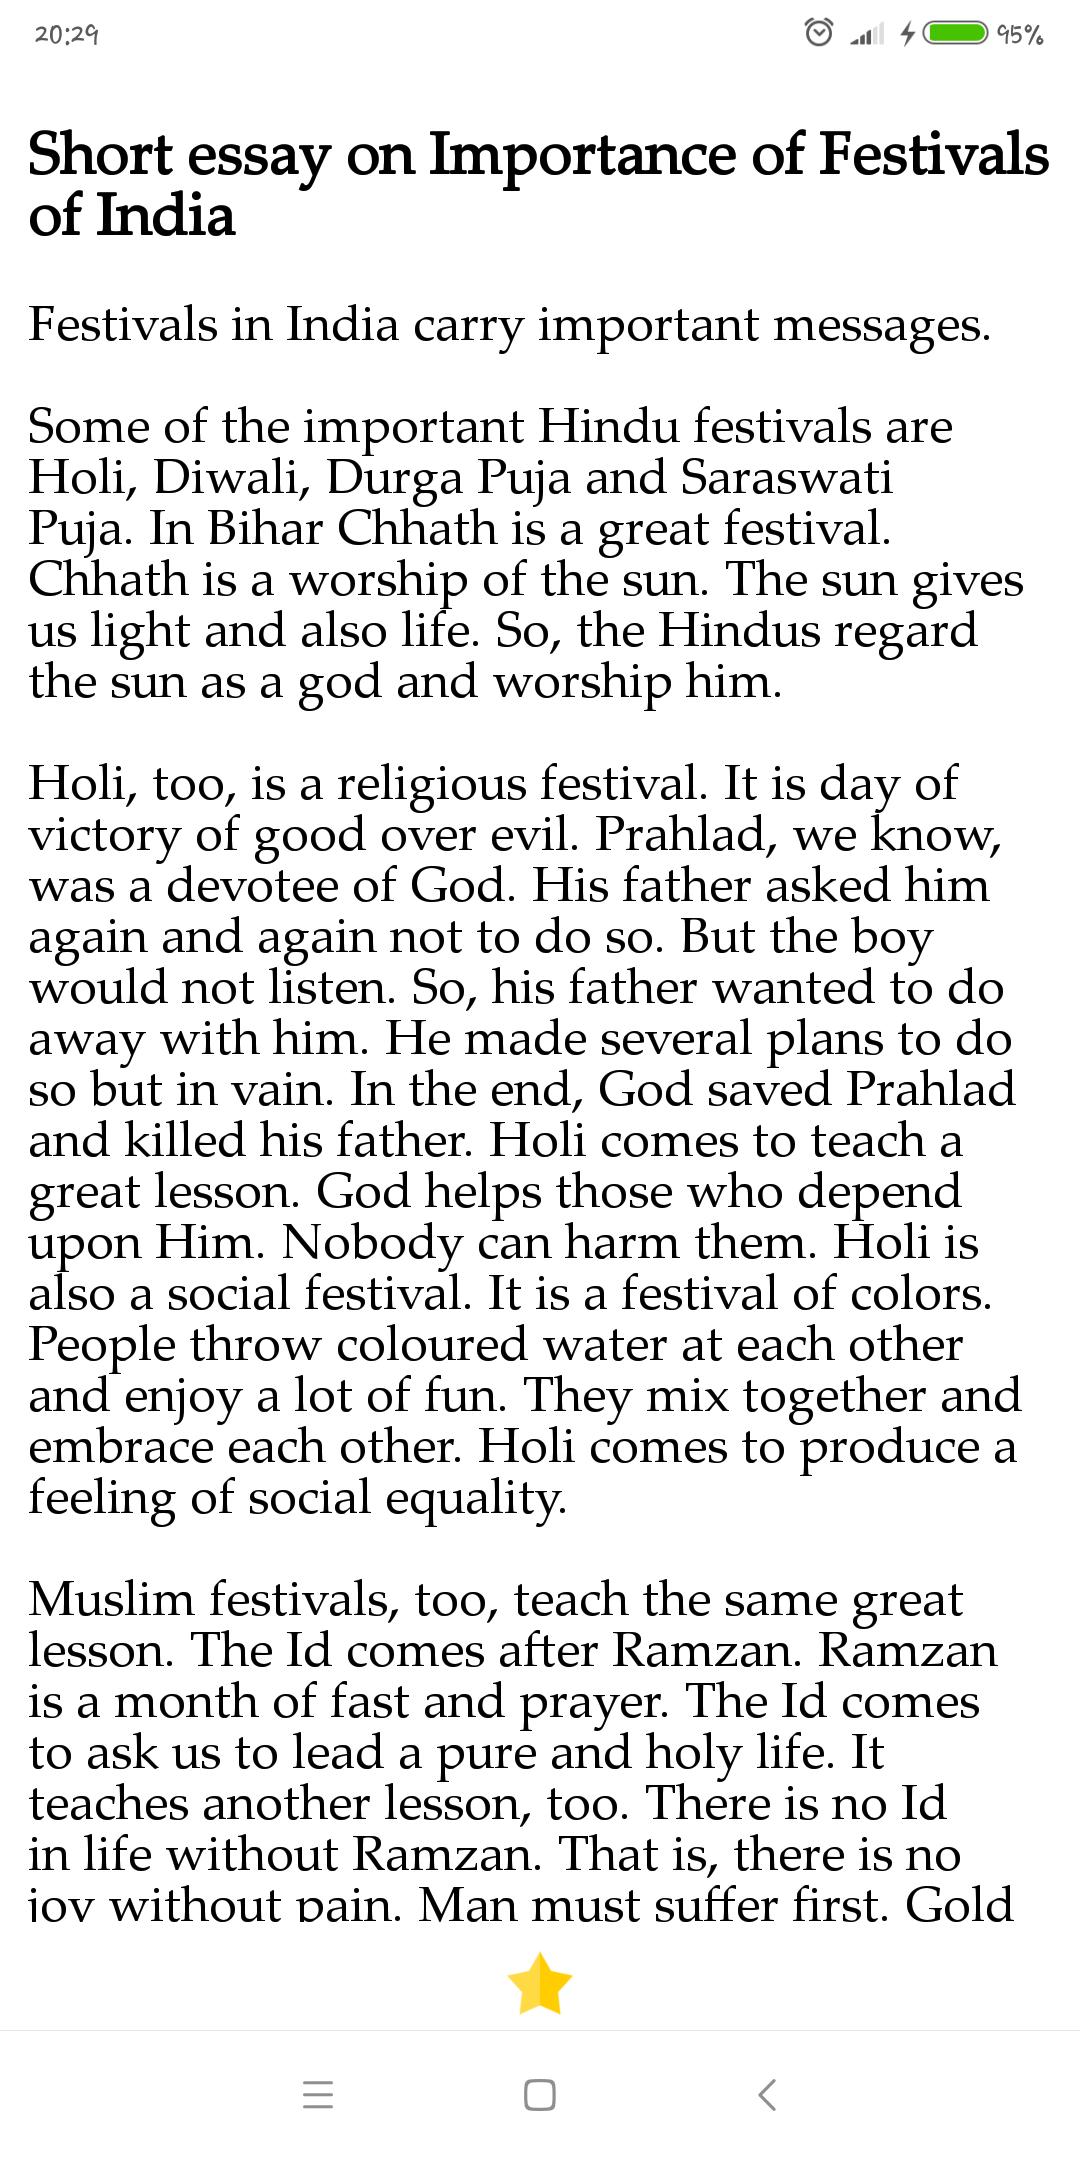 20:29
95%
Short essay on Importance of Festivals
of India
Festivals in India carry important messages.
Some of the important Hindu festivals are
Holi, Diwali, Durga Puja and Saraswati
Puja. In Bihar Chhath is a great festival.
Chhath is a worship of the sun. The sun gives
us light and also life. So, the Hindus regard
the sun as a god and worship him.
Holi, too, is a religious festival. It is day of
victory of good over evil. Prahlad, we know,
was a devotee of God. His father asked him
again and again not to do so. But the boy
would not listen. So, his father wanted to do
away with him. He made several plans to do
so but in vain. In the end, God saved Prahlad
and killed his father. Holi comes to teach a
great lesson. God helps those who depend
upon Him. Nobody can harm them. Holi is
also a social festival. It is a festival of colors.
People throw coloured water at each other
and enjoy a lot of fun. They mix together and
embrace each other. Holi comes to produce a
feeling of social equality.
Muslim festivals, too, teach the same great
lesson. The Id comes after Ramzan. Ramzan
is a month of fast and prayer. The Id comes
to ask us to lead a pure and holy life. It
teaches another lesson, too. There is no Id
in life without Ramzan. That is, there is no
joy without pain. Man must suffer first. Gold